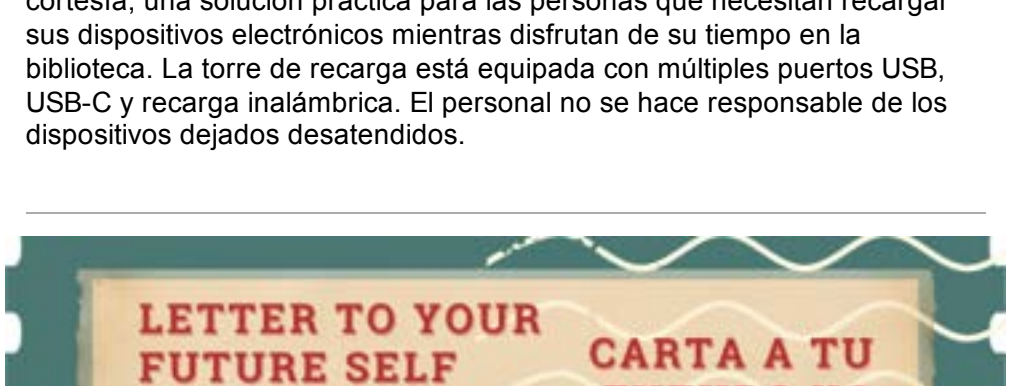 cortesía, una solución práctica para las personas que necesitan recargar
sus dispositivos electrónicos mientras disfrutan de su tiempo en la
biblioteca. La torre de recarga está equipada con múltiples puertos USB,
USB-C y recarga inalámbrica. El personal no se hace responsable de los
dispositivos dejados desatendidos.
LETTER TO YOUR
FUTURE SELF
CARTA A TU